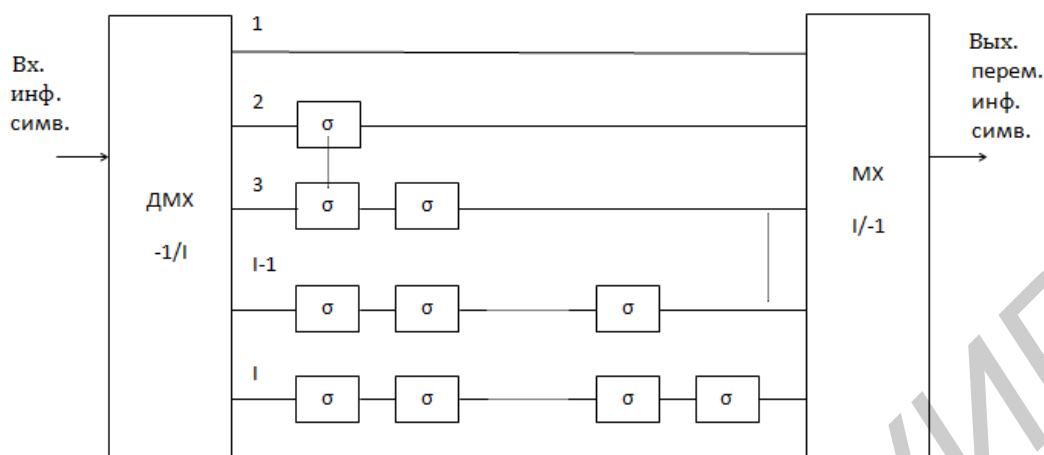 1
Вх.
инф.
симв.
2
σ
3
σ
σ
ДМХ
-1/I
I-1
σ
σ
σ
I
σ
σ
σ
σ
МХ
I/-1
Вых.
перем.
инф.
симв.